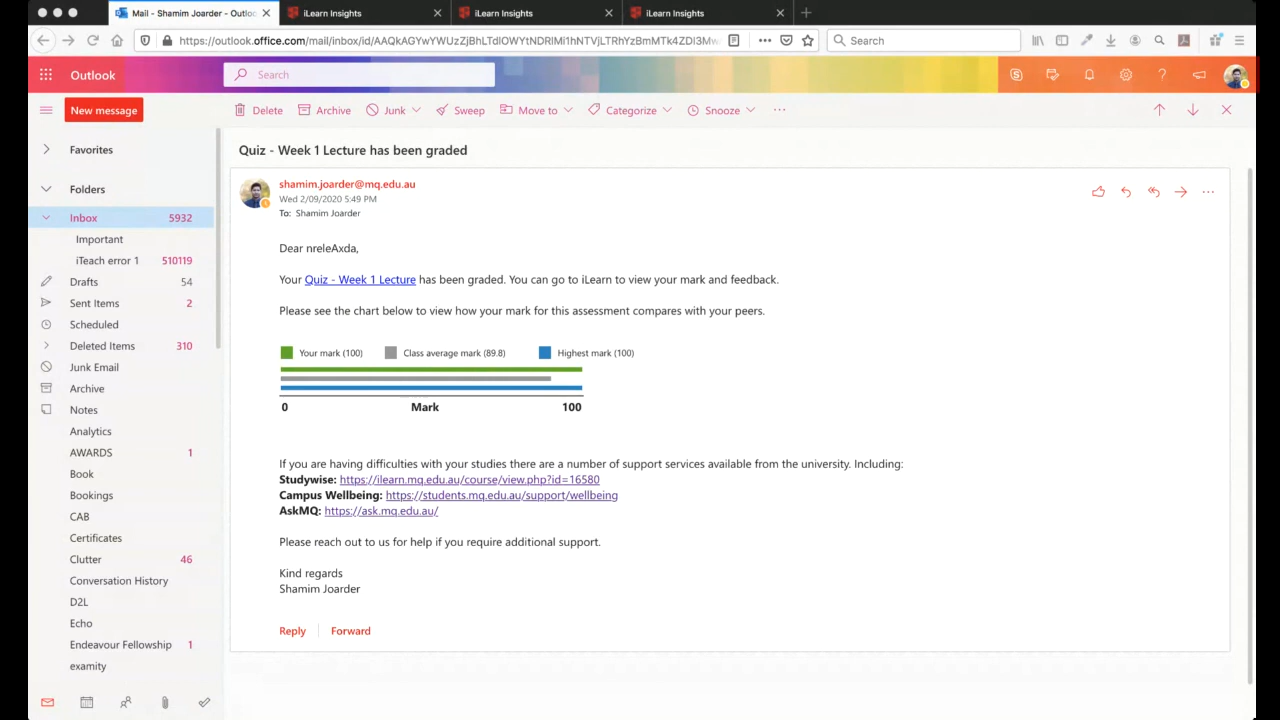 Mail - Shamim Joarder - Outloo
iLearn Insights
iLearn Insights
iLearn Insights
Search
Outlook
Search
New message
Delete
Archive
Junk
Sweep
Move to
Categorize
Snooze
Favorites
Folders
Inbox 5932
Important
iTeach error 1 510119
Drafts 54
Sent Items 2
Scheduled
Deleted Items 310
Junk Email
Archive
Notes
Analytics
AWARDS 1
Book
Bookings
CAB
Certificates
Clutter 46
Conversation History
D2L
Echo
Endeavour Fellowship 1
examity
Quiz - Week 1 Lecture has been graded
shamim.joarder@mq.edu.au
Wed 2/09/2020 5:49 PM
To: Shamim Joarder
Dear nreleAxda,
Your Quiz - Week 1 Lecture has been graded. You can go to iLearn to view your mark and feedback.
Please see the chart below to view how your mark for this assessment compares with your peers.
Your mark (100) Class average mark (89.8) Highest mark (100)
0 Mark 100
If you are having difficulties with your studies there are a number of support services available from the university. Including:
Studywise: https://ilearn.mq.edu.au/course/view.php?id=16580
Campus Wellbeing: https://students.mq.edu.au/support/wellbeing
AskMQ: https://ask.mq.edu.au/
Please reach out to us for help if you require additional support.
Kind regards
Shamim Joarder
Reply Forward